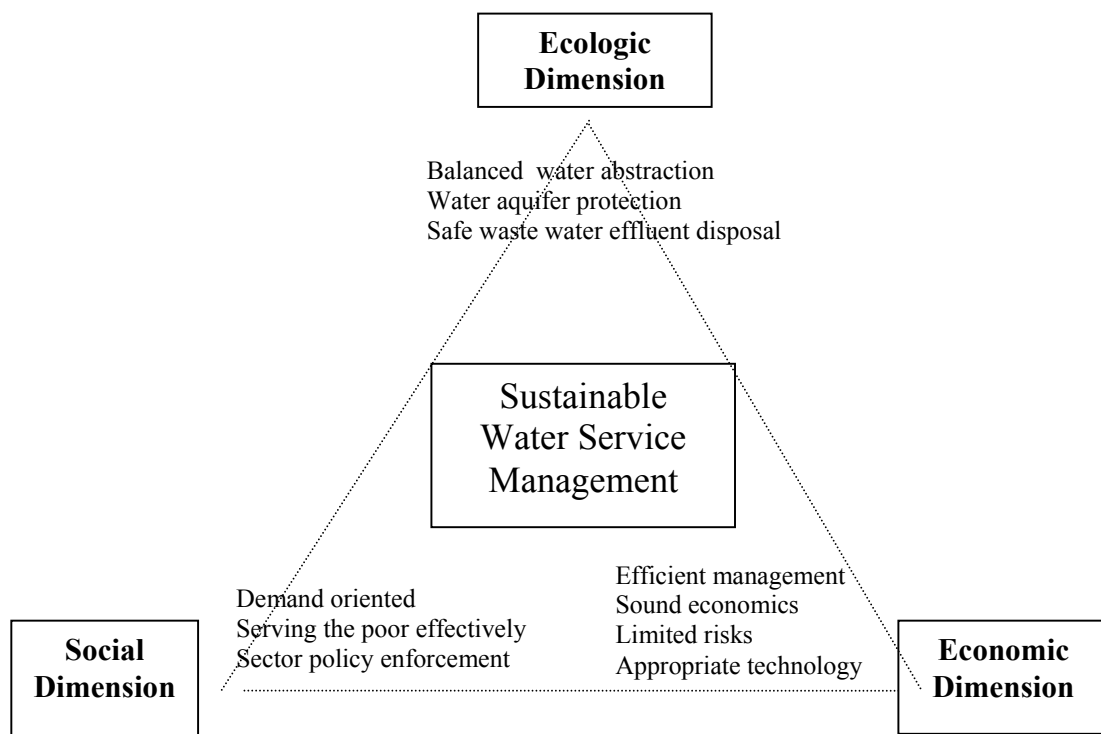 Ecologic
Dimension
Balanced water abstraction
Water aquifer protection
Safe waste water effluent disposal
Sustainable
Water Service
Management
Demand oriented
Serving the poor effectively
Sector policy enforcement
Efficient management
Sound economics
Limited risks
Appropriate technology
Social
Dimension
Economic
Dimension